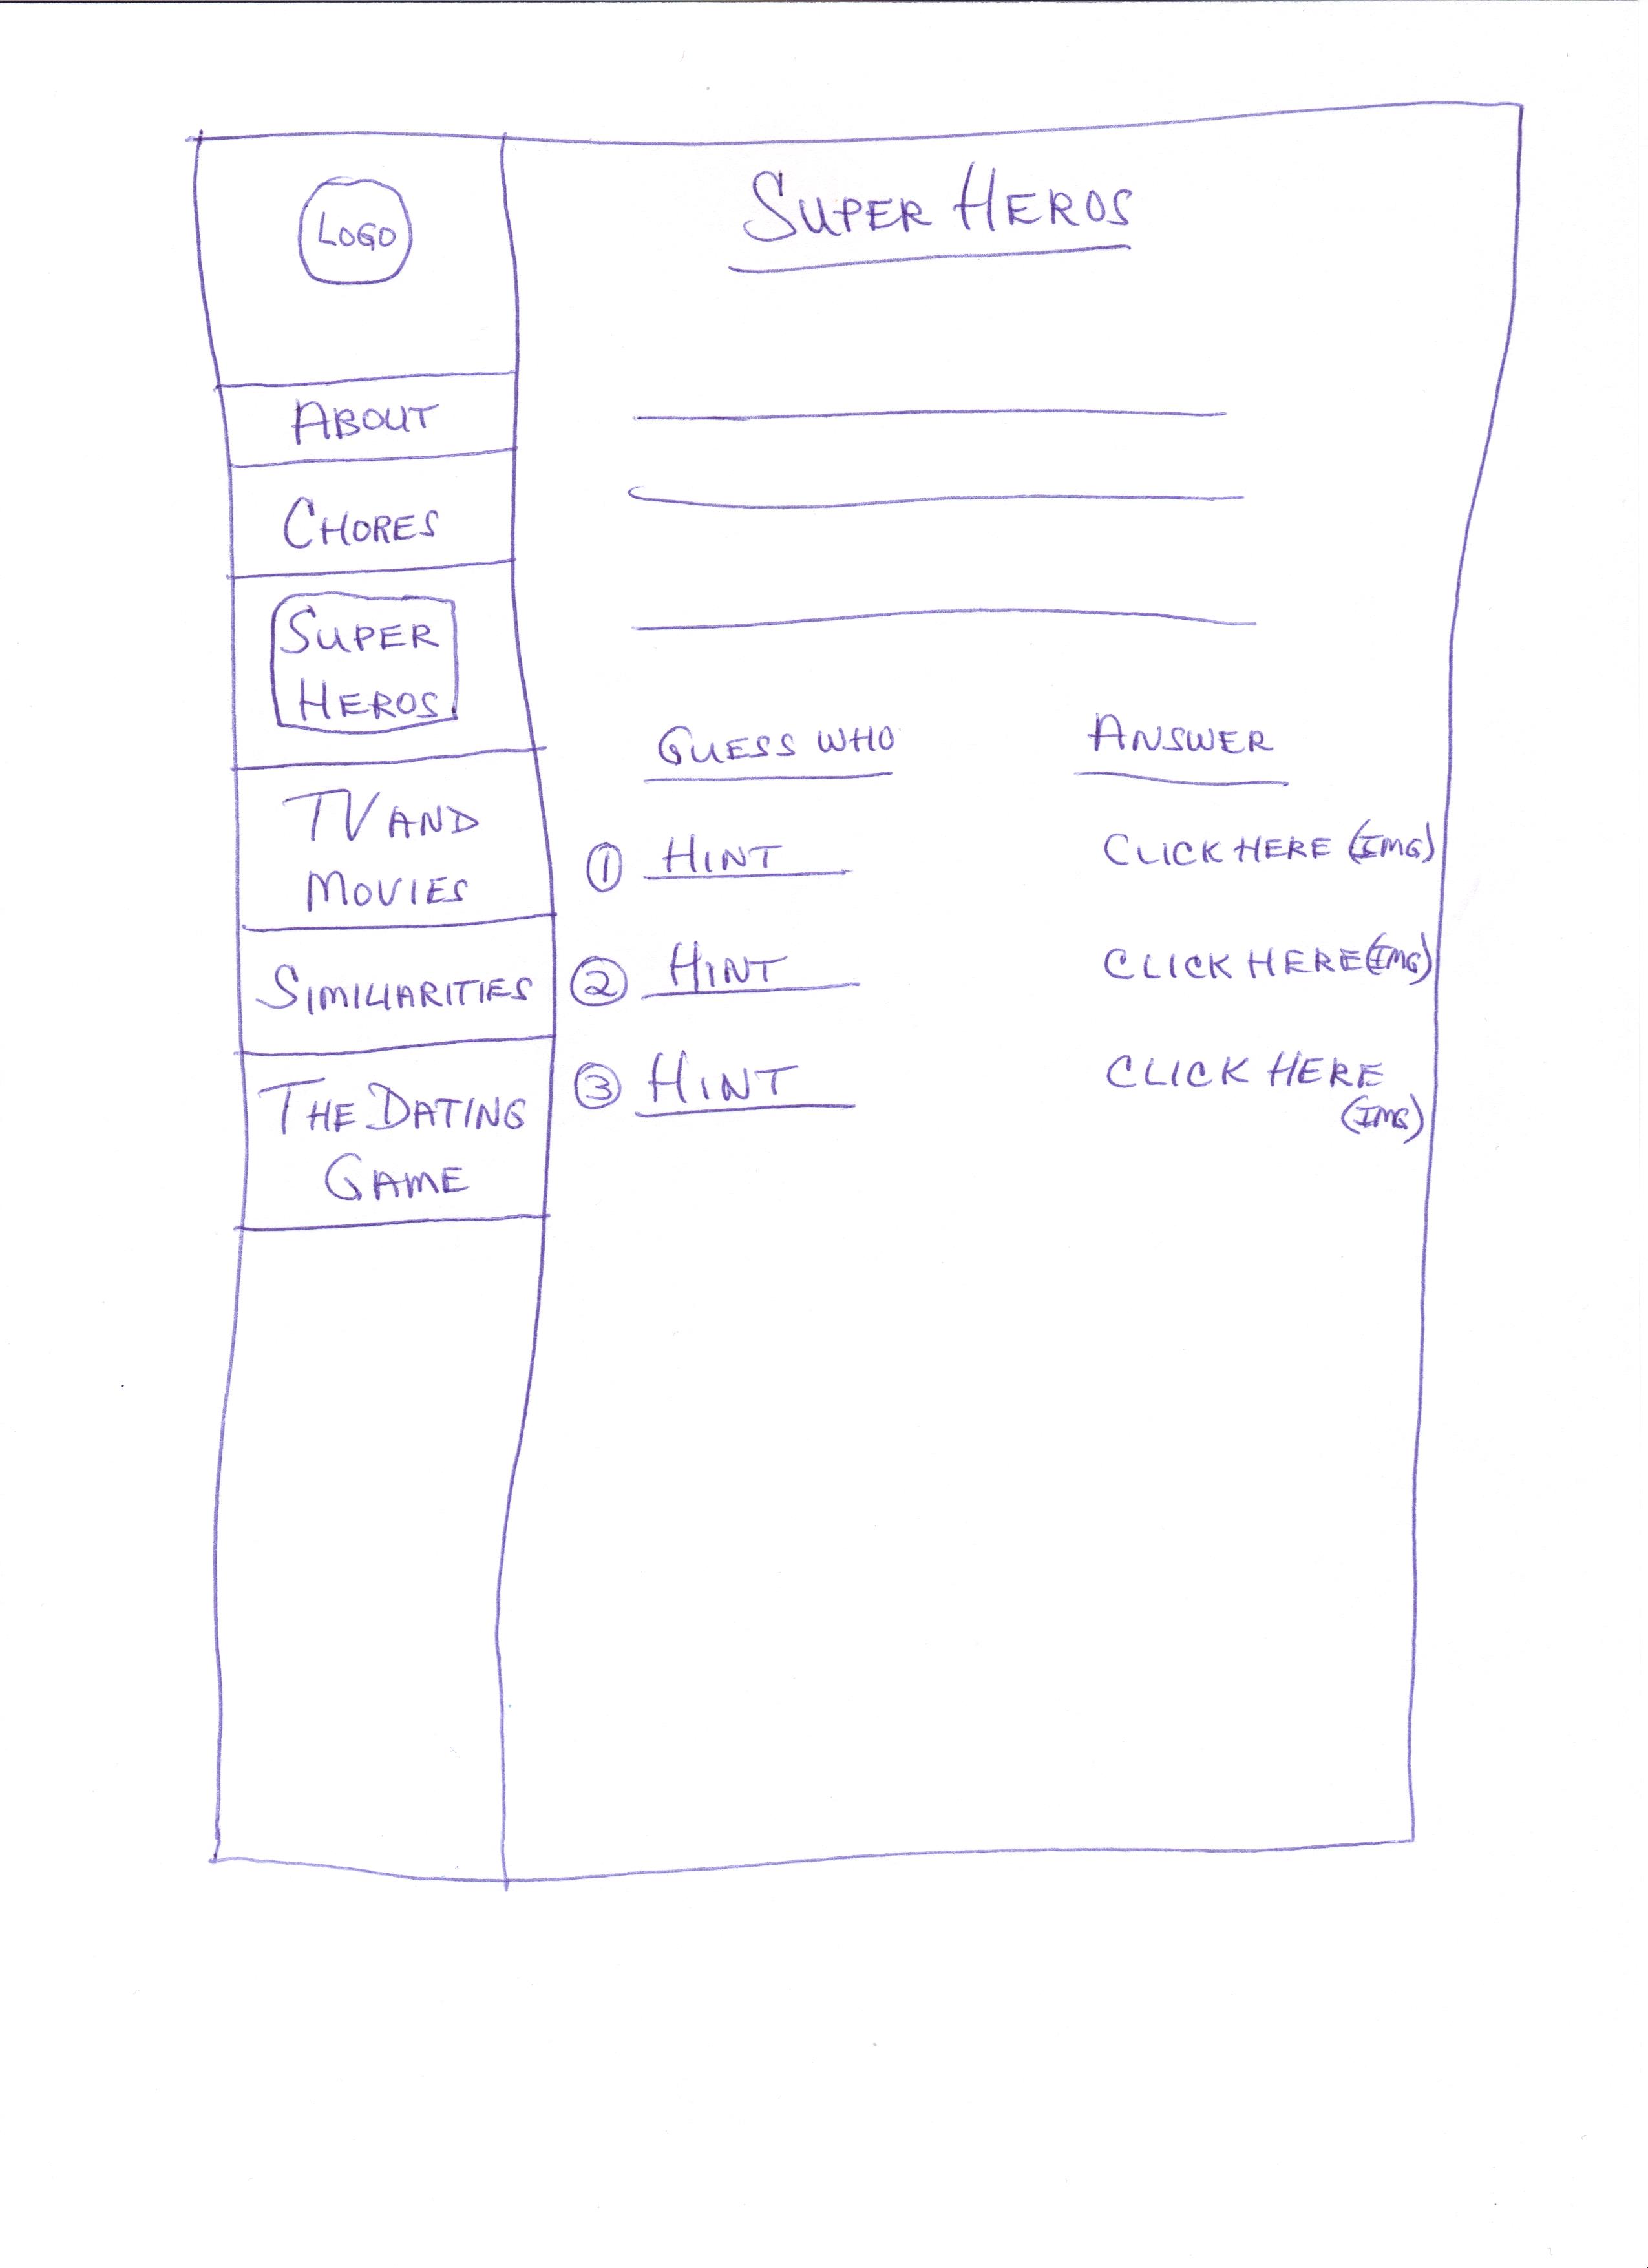 LOGO
ABOUT
CHORES
SUPER
HEROS
TV AND
MOVIES
SIMILIARITIES
THE DATING
GAME
SUPER HEROS
GUESS WHO ANSWER
1 HINT CLICK HERE (IMG)
2 HINT CLICK HERE (IMG)
3 HINT CLICK HERE
(IMG)